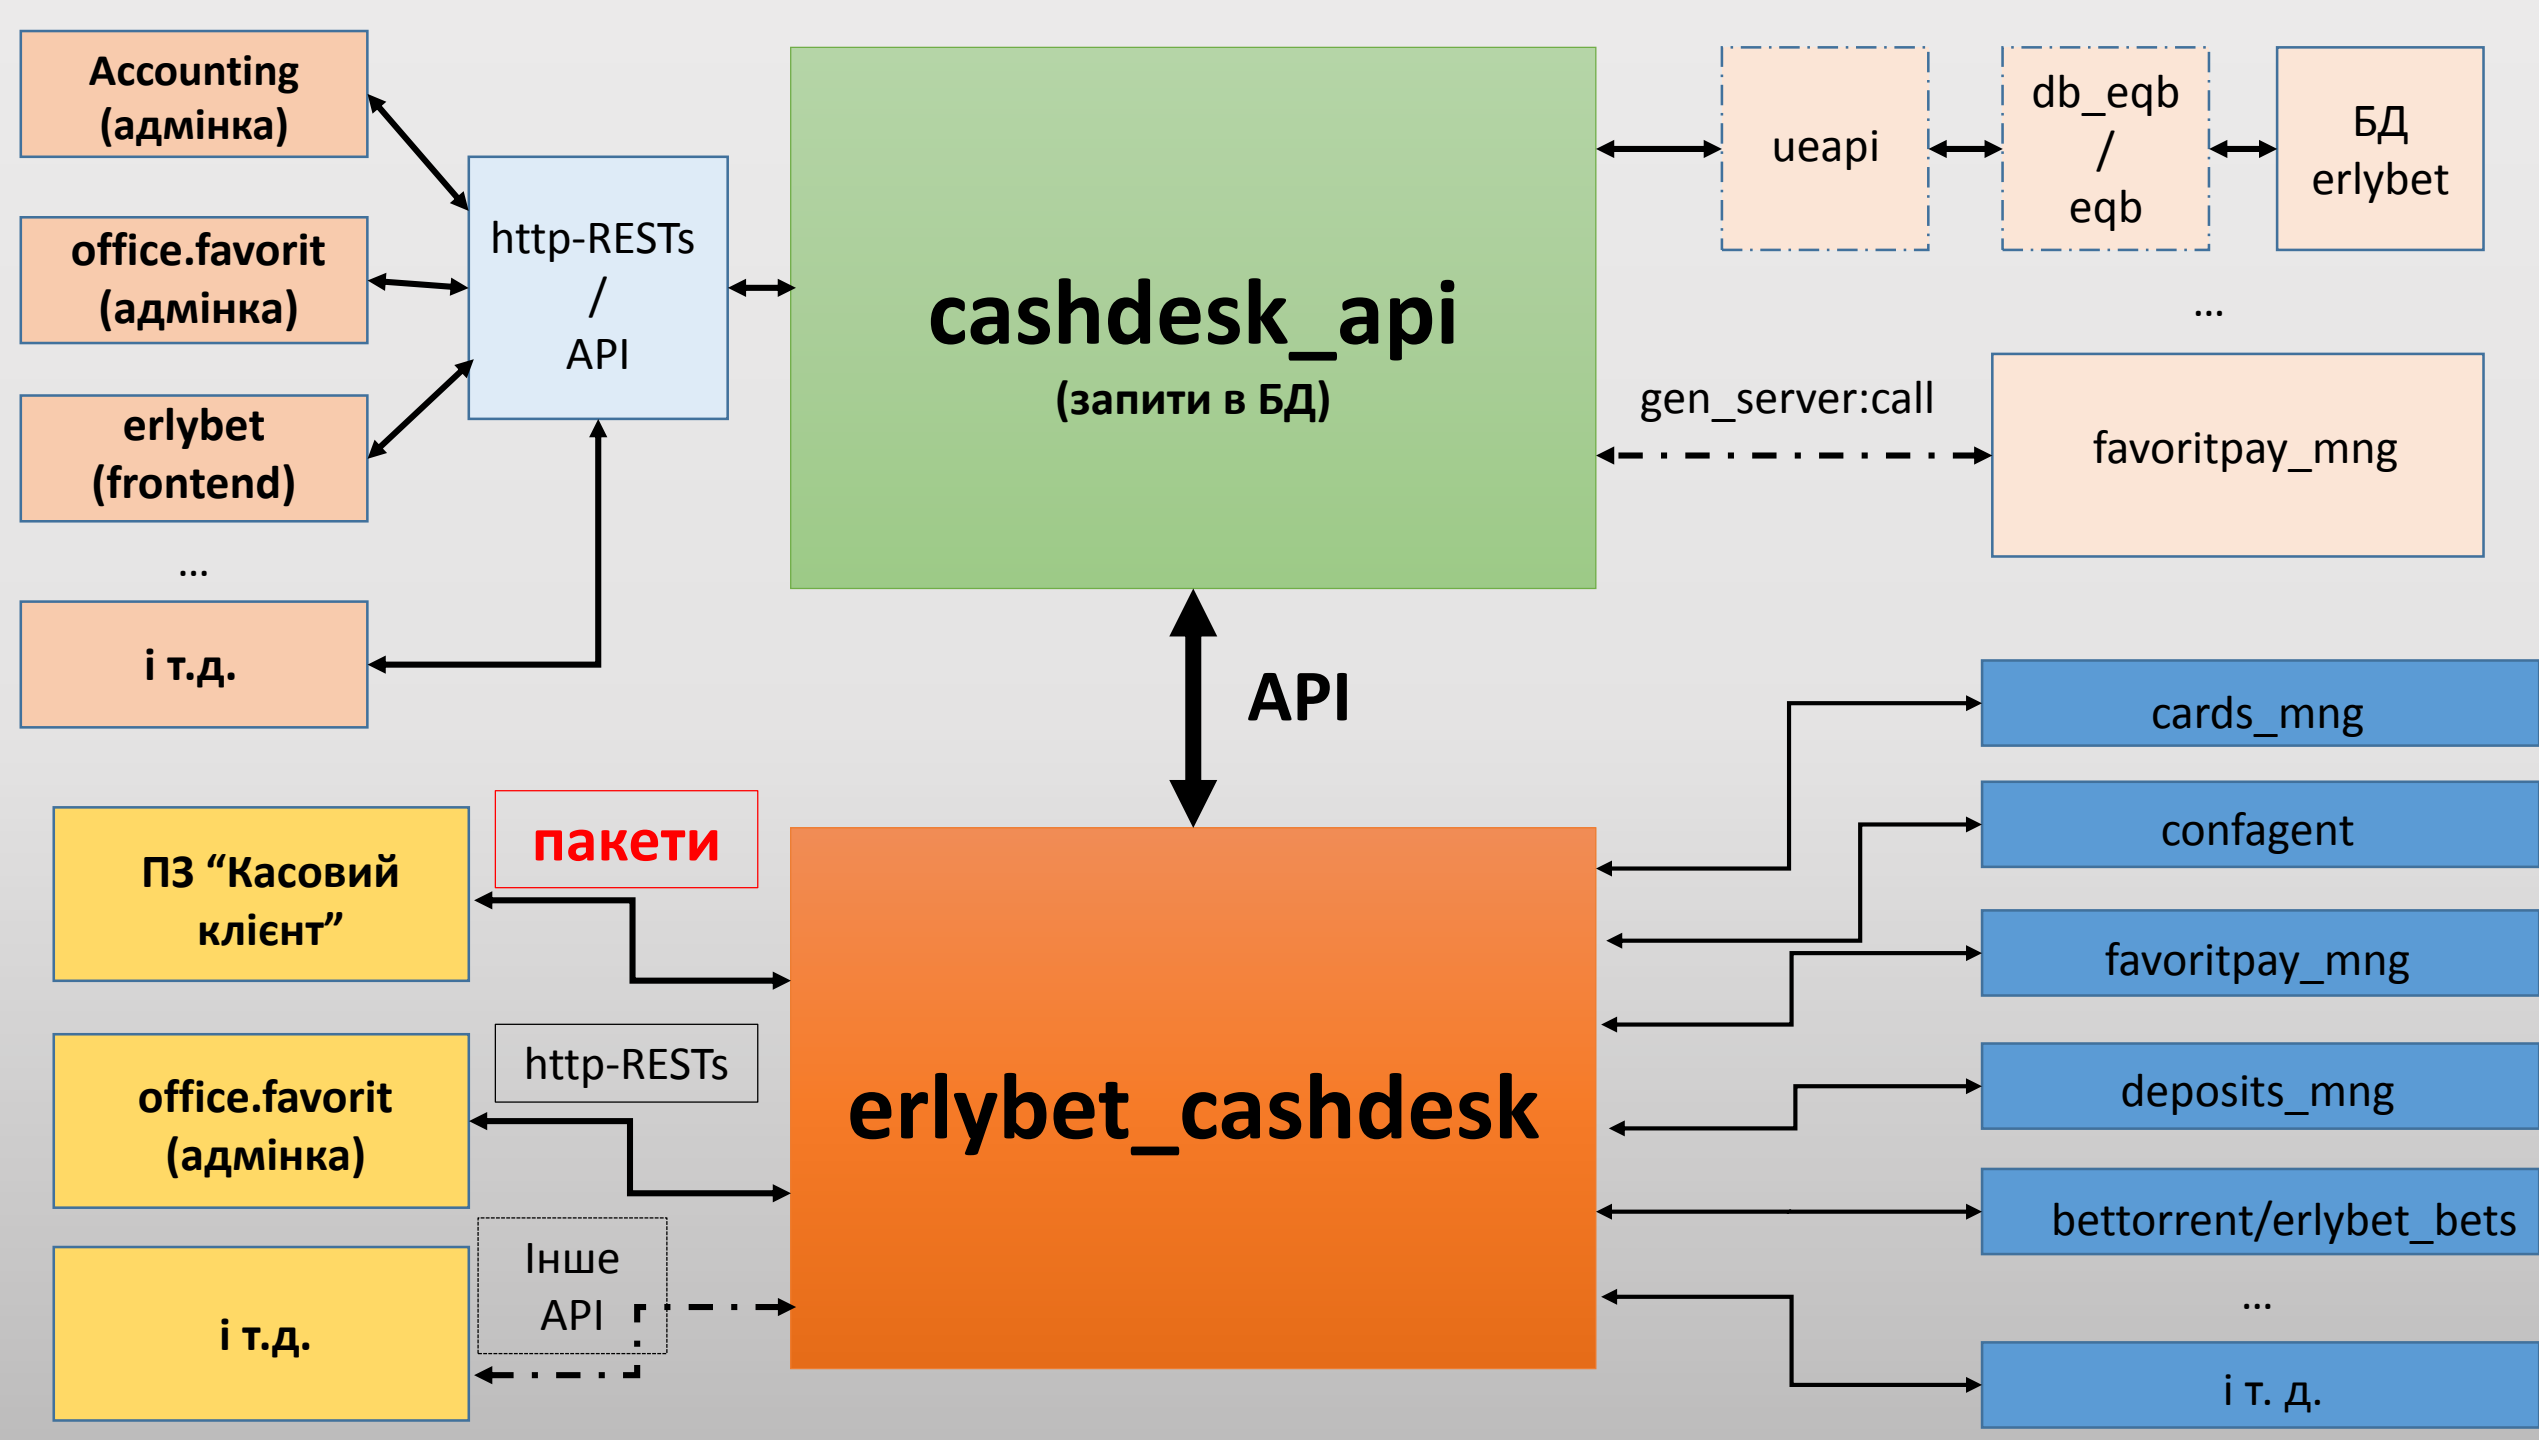 Accounting
(адмінка)
office.favorit
(адмінка)
erlybet
(frontend)
...
і т.д.
http-RESTs
/
API
cashdesk_api
(запити в БД)
ueapi
db_eqb
/
eqb
БД
erlybet
...
gen_server:call
favoritpay_mng
API
ПЗ “Касовий
клієнт”
пакети
office.favorit
(адмінка)
http-RESTs
і т.д.
Інше
API
erlybet_cashdesk
cards_mng
confagent
favoritpay_mng
deposits_mng
bettorrent/erlybet_bets
...
і т. д.